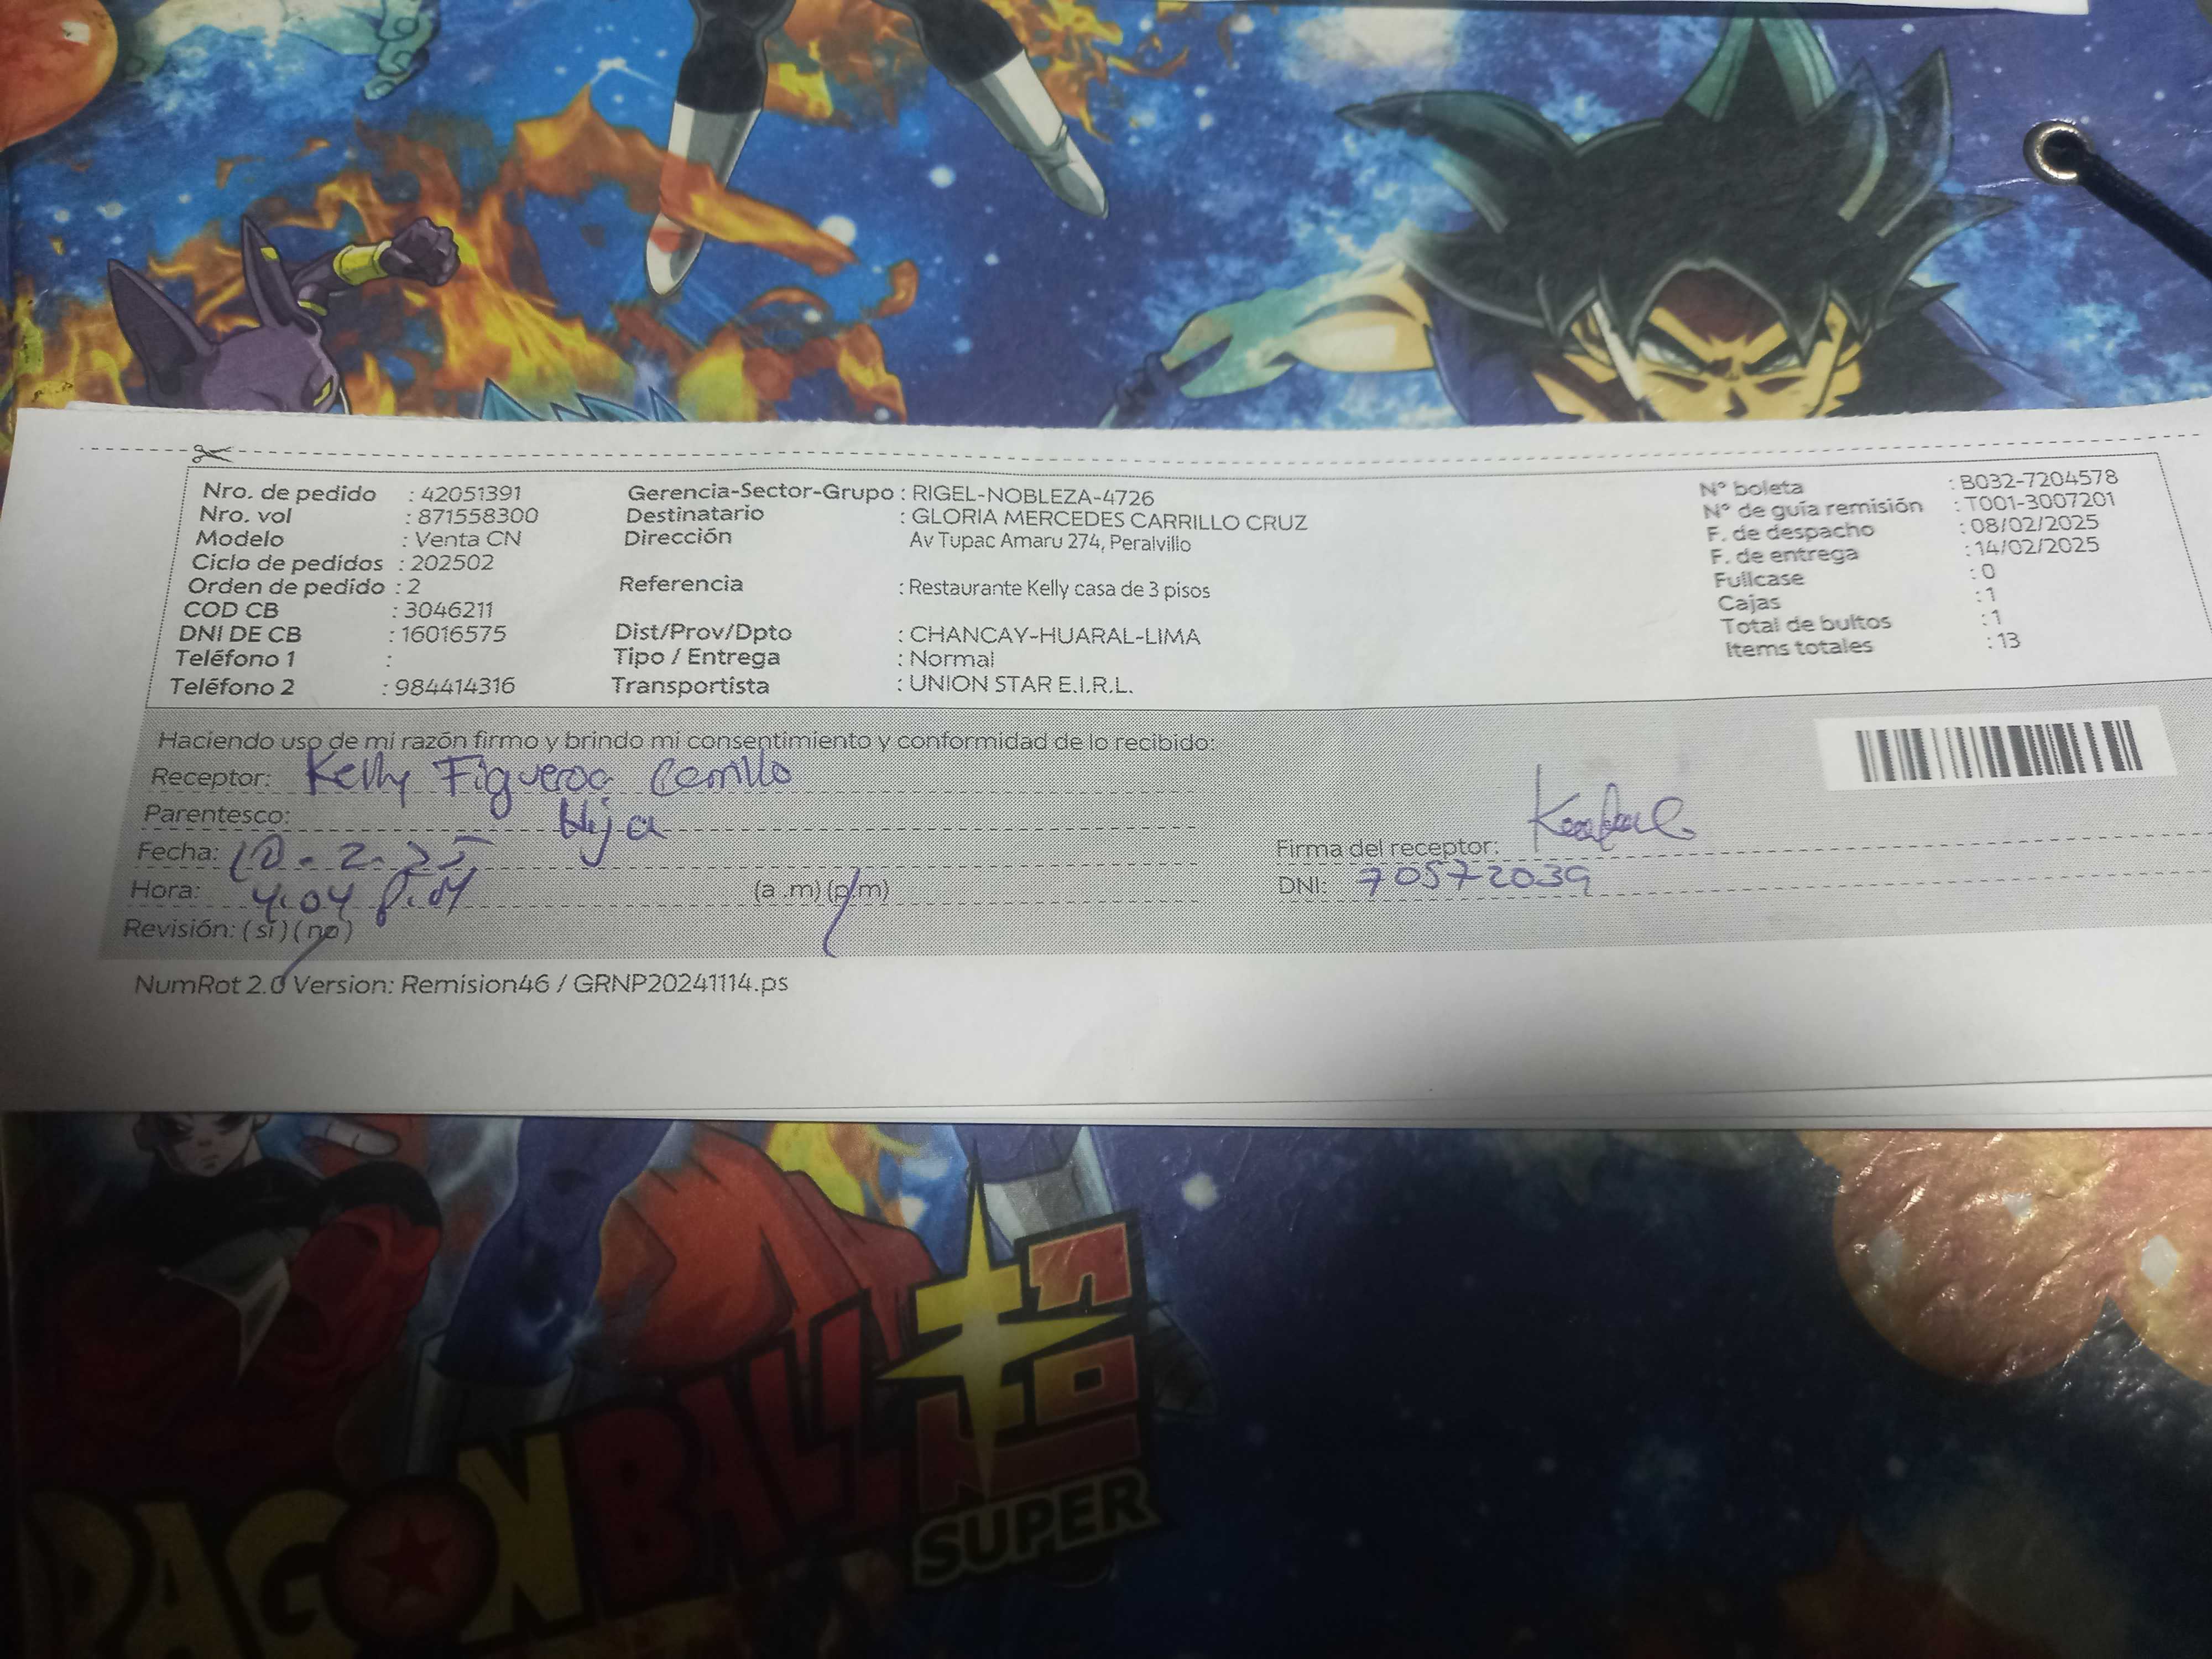 Nro. de pedido : 42051391
Nro. vol : 871558300
Modelo : Venta CN
Ciclo de pedidos : 202502
Orden de pedido : 2
COD CB : 3046211
DNI DE CB : 16016575
Teléfono 1 :
Teléfono 2 : 984414316
Gerencia-Sector-Grupo : RIGEL-NOBLEZA-4726
Destinatario : GLORIA MERCEDES CARRILLO CRUZ
Dirección Av Tupac Amaru 274, Peralvillo
Referencia : Restaurante Kelly casa de 3 pisos
Dist/Prov/Dpto : CHANCAY-HUARAL-LIMA
Tipo / Entrega : Normal
Transportista : UNION STAR E.I.R.L.
N° boleta : B032-7204578
N° de guía remisión : T001-3007201
F. de despacho : 08/02/2025
F. de entrega : 14/02/2025
Fullcase : 0
Cajas : 1
Total de bultos : 1
Items totales : 13
Haciendo uso de mi razón firmo y brindo mi consentimiento y conformidad de lo recibido:
Receptor: Kelly Figueroa Carrillo
Parentesco: Hija
Fecha: 10-2-25
Hora: 4:04 P.M (a .m) (p.m)
Revisión: (si) (no)
Firma del receptor:
DNI: 70572039
NumRot 2.0 Version: Remision46 / GRNP20241114.ps
DRAGON BALL
超
SUPER